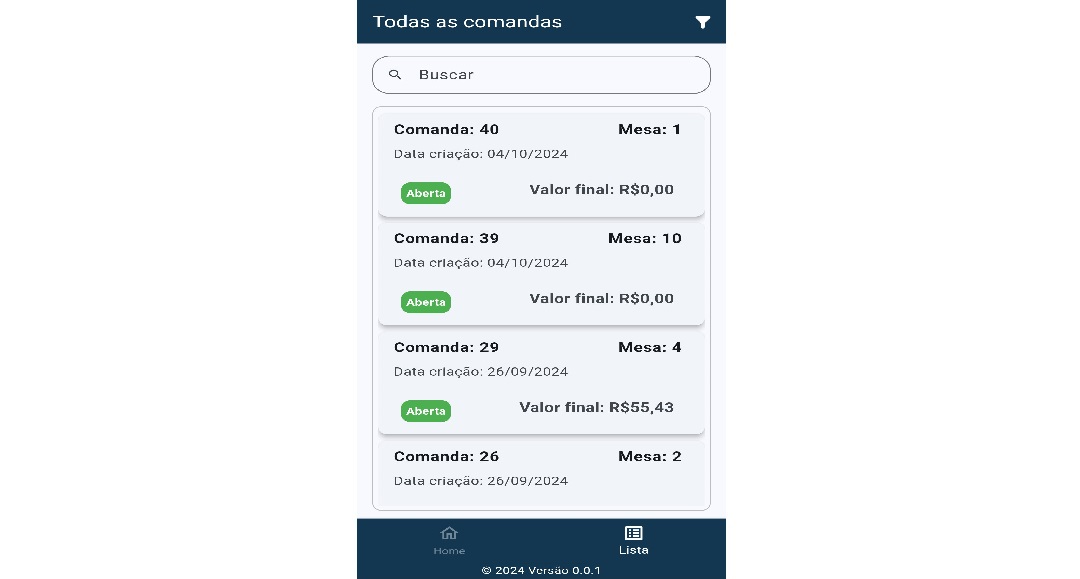 Todas as comandas
Buscar
Comanda: 40 Mesa: 1
Data criação: 04/10/2024
Aberta Valor final: R$0,00
Comanda: 39 Mesa: 10
Data criação: 04/10/2024
Aberta Valor final: R$0,00
Comanda: 29 Mesa: 4
Data criação: 26/09/2024
Aberta Valor final: R$55,43
Comanda: 26 Mesa: 2
Data criação: 26/09/2024
Home Lista
© 2024 Versão 0.0.1